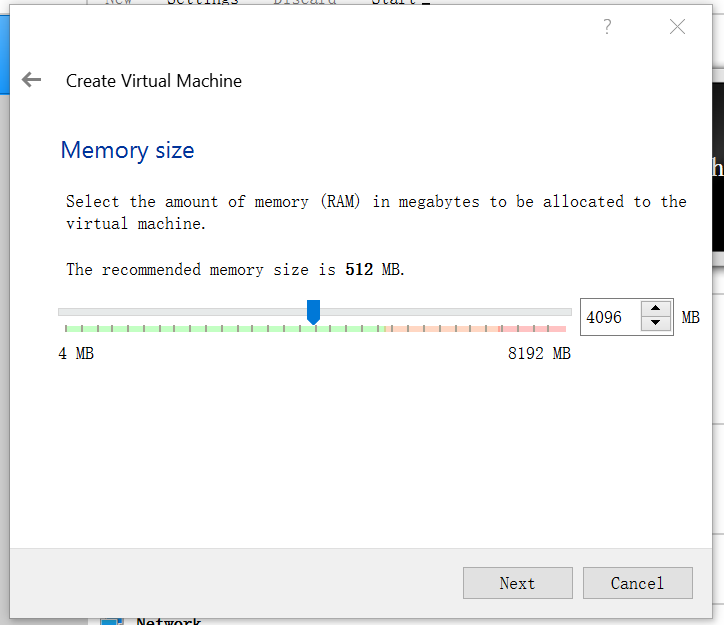 New Settings Discard Start
?
Create Virtual Machine
Memory size
Select the amount of memory (RAM) in megabytes to be allocated to the
virtual machine.
The recommended memory size is 512 MB.
4096 MB
4 MB 8192 MB
Next Cancel
Network